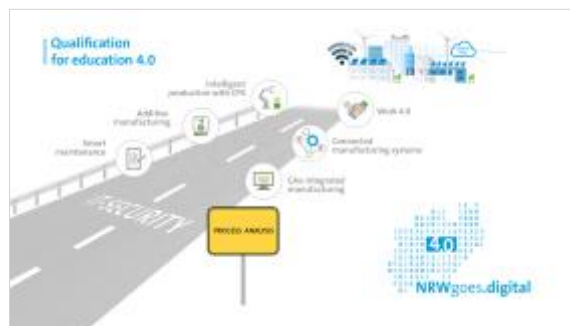 Qualification
for education 4.0
Intelligent
production with CPS
Additive
manufacturing
Smart
maintenance
Work 4.0
Connected
manufacturing systems
CAx-integrated
manufacturing
IT-SECURITY
PROCESS ANALYSIS
4.0
NRWgoes.digital